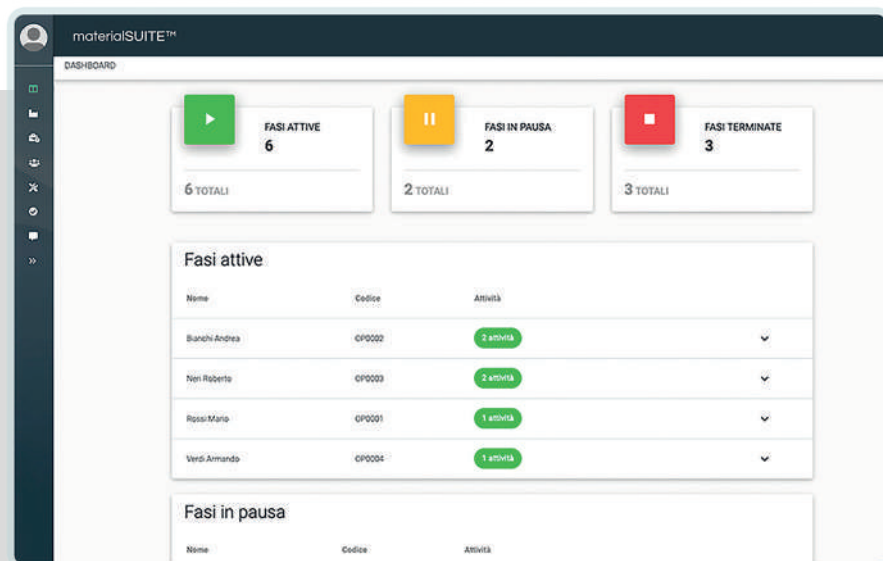 materialSUITE™
DASHBOARD
FASI ATTIVE
6
6 TOTALI
FASI IN PAUSA
2
2 TOTALI
FASI TERMINATE
3
3 TOTALI
Fasi attive
Nome Codice Attività
Bianchi Andrea OP0002 2 attività
Neri Roberto OP0003 2 attività
Rossi Mario OP0001 1 attività
Verdi Armando OP0004 1 attività
Fasi in pausa
Nome Codice Attività